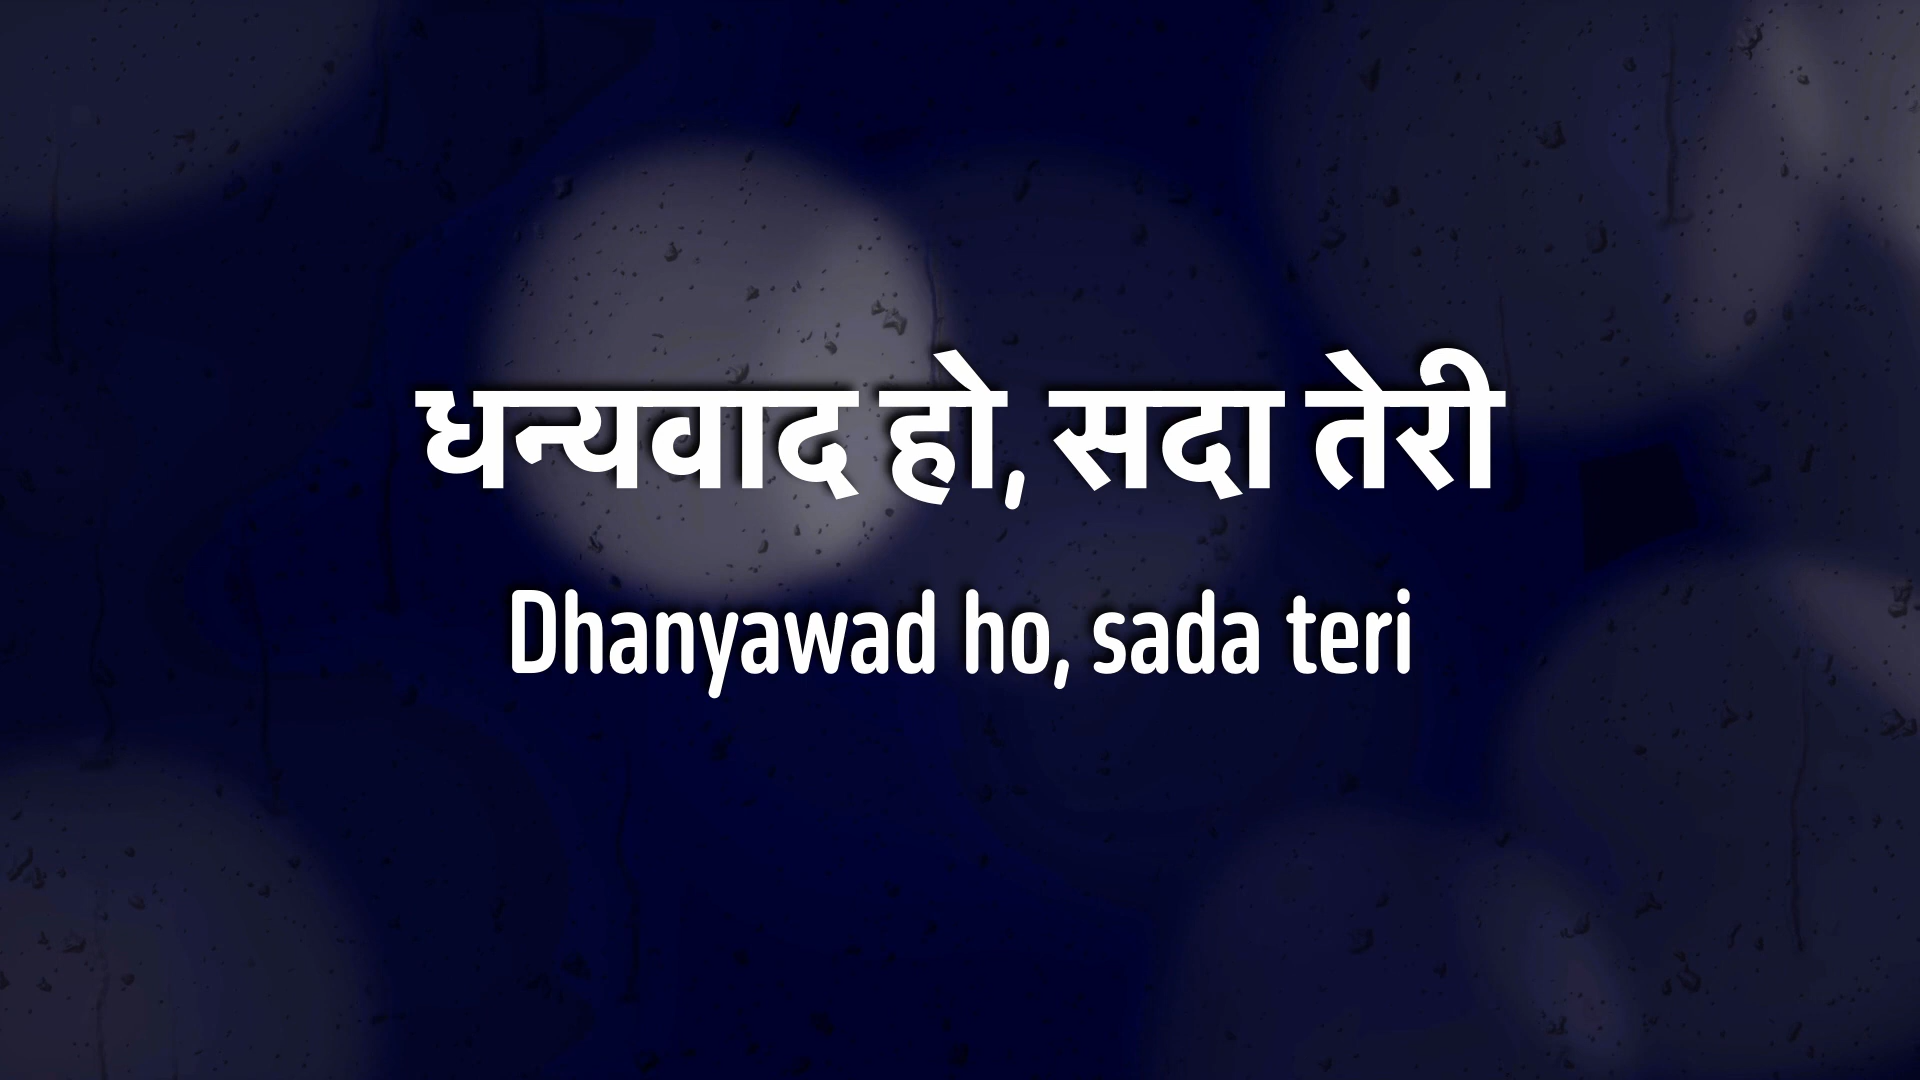 धन्यवाद हो, सदा तेरी
Dhanyawad ho, sada teri